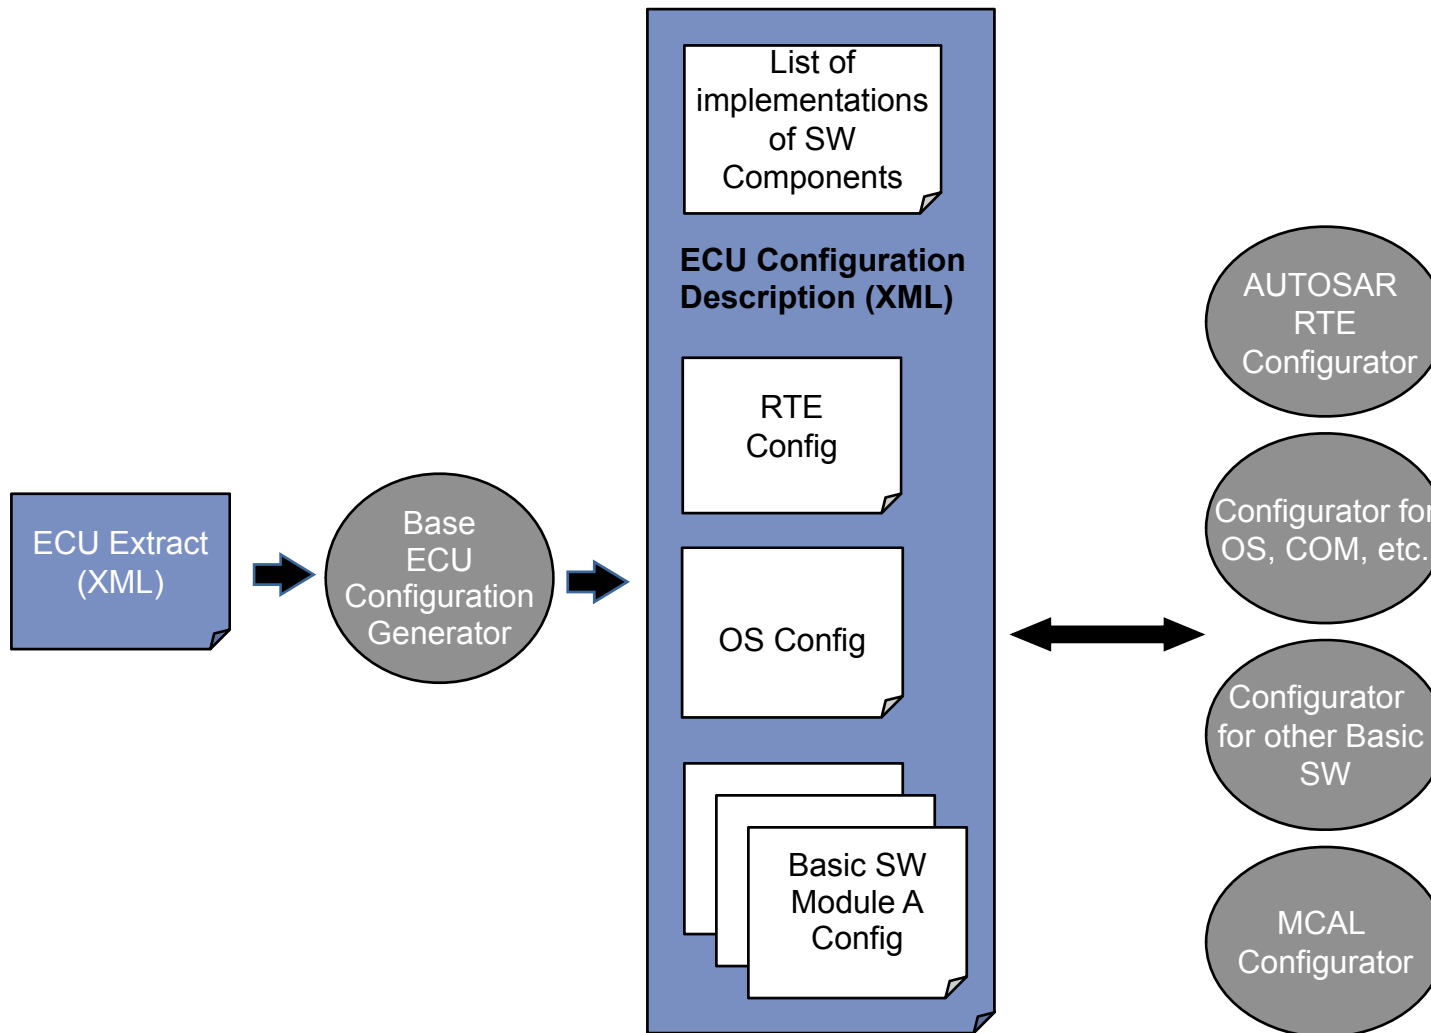 List of
implementations
of SW
Components
ECU Configuration
Description (XML)
RTE
Config
OS Config
Basic SW
Module A
Config
ECU Extract
(XML)
Base
ECU
Configuration
Generator
AUTOSAR
RTE
Configurator
Configurator for
OS, COM, etc.
Configurator
for other Basic
SW
MCAL
Configurator